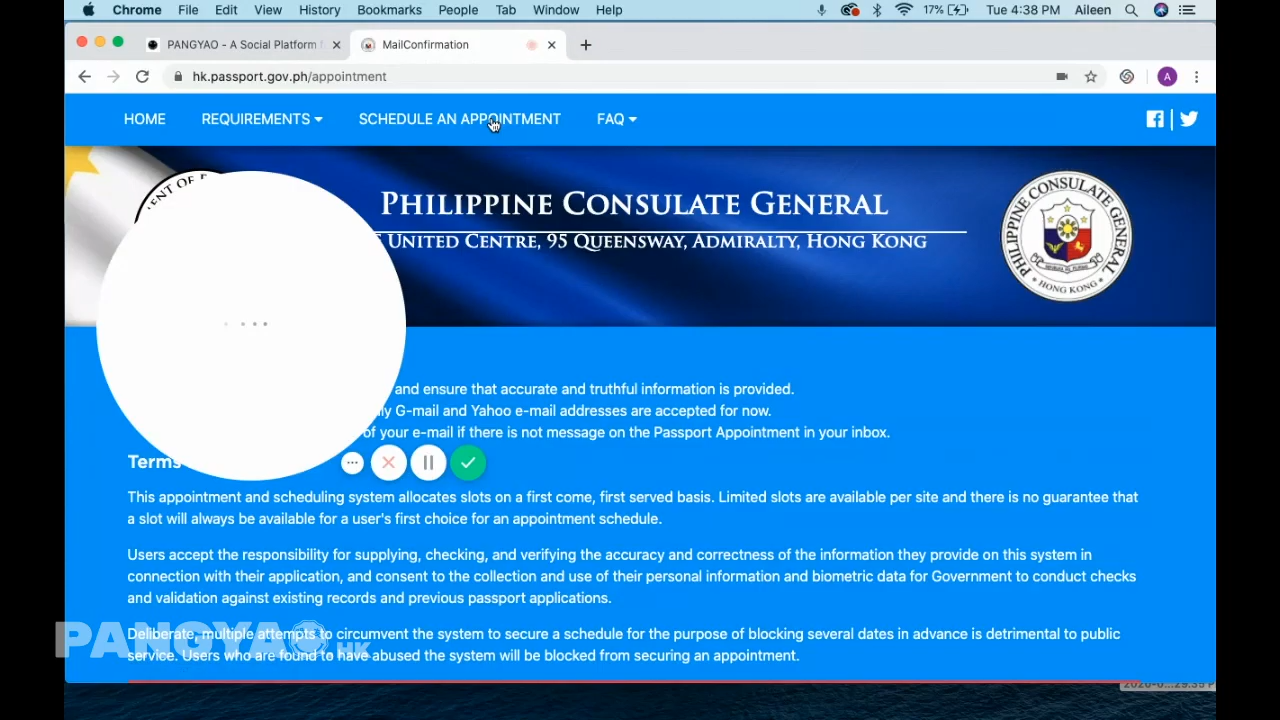 Chrome File Edit View History Bookmarks People Tab Window Help 17% Tue 4:38 PM Aileen
PANGYAO - A Social Platform MailConfirmation
hk.passport.gov.ph/appointment A
HOME REQUIREMENTS SCHEDULE AN APPOINTMENT FAQ
PHILIPPINE CONSULATE GENERAL
UNITED CENTRE, 95 QUEENSWAY, ADMIRALTY, HONG KONG
PHILIPPINE CONSULATE GENERAL
HONG KONG
and ensure that accurate and truthful information is provided.
G-mail and Yahoo e-mail addresses are accepted for now.
of your e-mail if there is not message on the Passport Appointment in your inbox.
Terms
This appointment and scheduling system allocates slots on a first come, first served basis. Limited slots are available per site and there is no guarantee that
a slot will always be available for a user's first choice for an appointment schedule.
Users accept the responsibility for supplying, checking, and verifying the accuracy and correctness of the information they provide on this system in
connection with their application, and consent to the collection and use of their personal information and biometric data for Government to conduct checks
and validation against existing records and previous passport applications.
Deliberate, multiple attempts to circumvent the system to secure a schedule for the purpose of blocking several dates in advance is detrimental to public
service. Users who are found to have abused the system will be blocked from securing an appointment.
PANGYAO HK